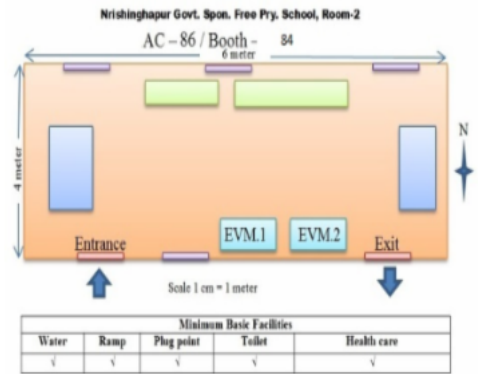 Nrishinghapur Govt. Spon. Free Pry. School, Room-2
AC – 86 / Booth - 84
6 meter
4 meter
N
EVM.1 EVM.2
Entrance Exit
Scale 1 cm = 1 meter
Minimum Basic Facilities
Water Ramp Plug point Toilet Health care
√ √ √ √ √